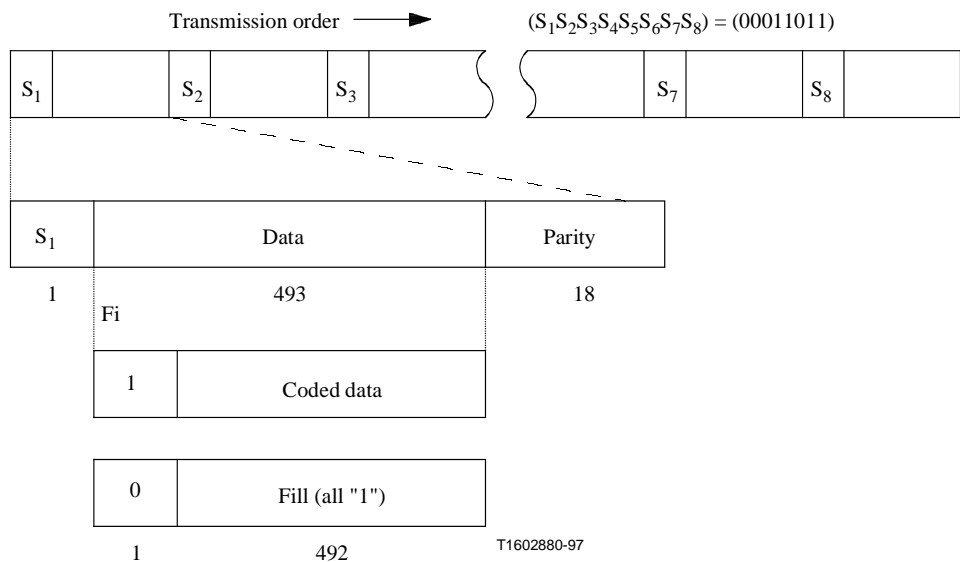 Transmission order (S1S2S3S4S5S6S7S8) = (00011011)
S1 S2 S3 S7 S8
S1 Data Parity
1 493 18
Fi
1 Coded data
0 Fill (all "1")
1 492
T1602880-97